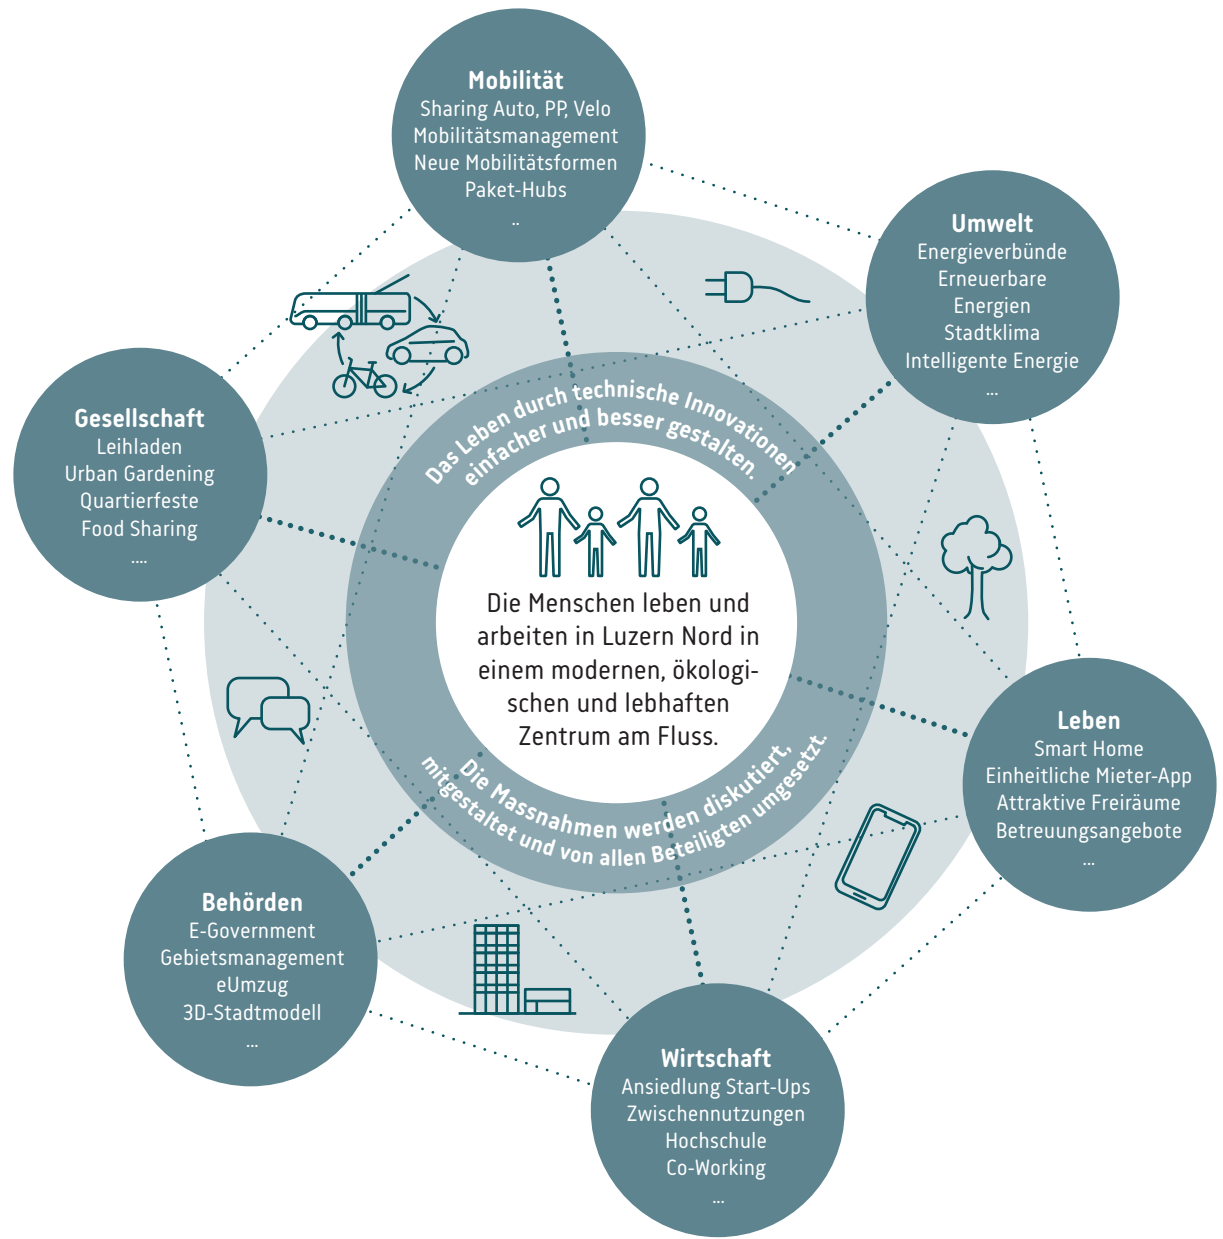 Mobilität
Sharing Auto, PP, Velo
Mobilitätsmanagement
Neue Mobilitätsformen
Paket-Hubs
..
Umwelt
Energieverbünde
Erneuerbare
Energien
Stadtklima
Intelligente Energie
...
Gesellschaft
Leihladen
Urban Gardening
Quartierfeste
Food Sharing
....
Das Leben durch technische Innovationen
einfacher und besser gestalten.
Die Menschen leben und
arbeiten in Luzern Nord in
einem modernen, ökologi-
schen und lebhaften
Zentrum am Fluss.
Die Massnahmen werden diskutiert,
mitgestaltet und von allen Beteiligten umgesetzt.
Leben
Smart Home
Einheitliche Mieter-App
Attraktive Freiräume
Betreuungsangebote
...
Behörden
E-Government
Gebietsmanagement
eUmzug
3D-Stadtmodell
...
Wirtschaft
Ansiedlung Start-Ups
Zwischennutzungen
Hochschule
Co-Working
...